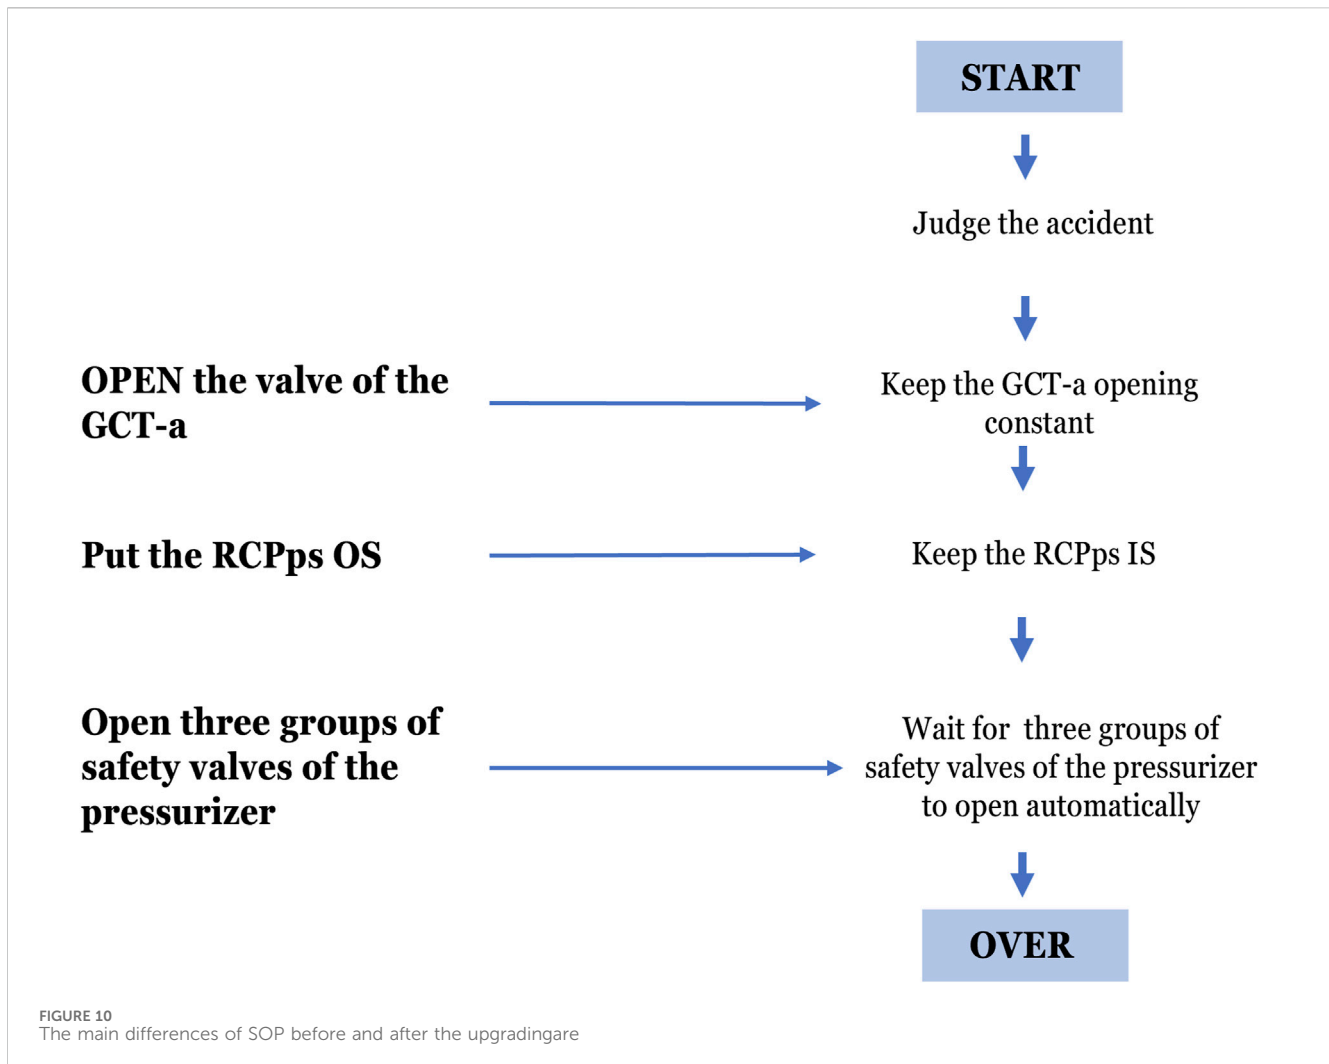 START
Judge the accident
OPEN the valve of the
GCT-a
Keep the GCT-a opening
constant
Put the RCPps OS
Keep the RCPps IS
Open three groups of
safety valves of the
pressurizer
Wait for  three groups of
safety valves of the pressurizer
to open automatically
OVER
FIGURE 10
The main differences of SOP before and after the upgradingare